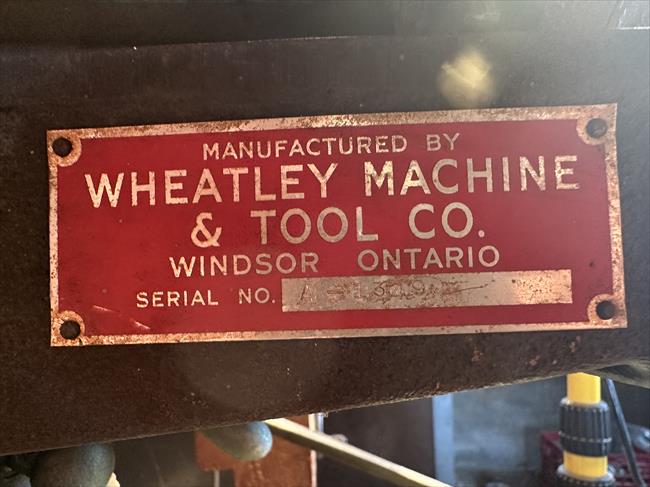 MANUFACTURED BY
WHEATLEY MACHINE
& TOOL CO.
WINDSOR ONTARIO
SERIAL NO.